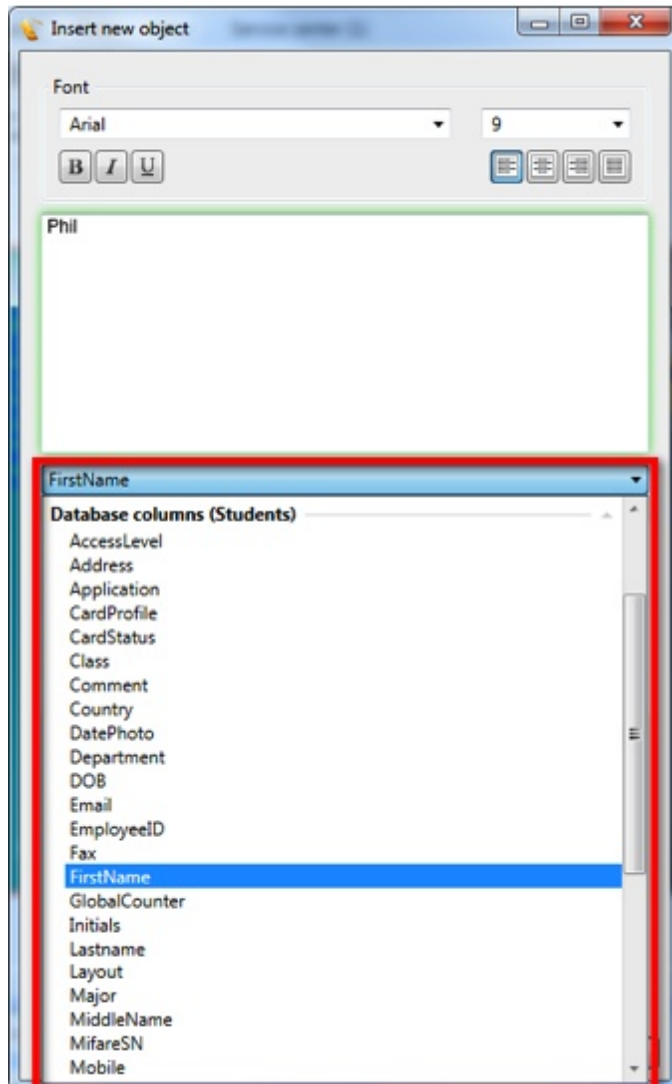 Insert new object
Font
Arial 9
B I U
Phil
FirstName
Database columns (Students)
AccessLevel
Address
Application
CardProfile
CardStatus
Class
Comment
Country
DatePhoto
Department
DOB
Email
EmployeeID
Fax
FirstName
GlobalCounter
Initials
Lastname
Layout
Major
MiddleName
MifareSN
Mobile